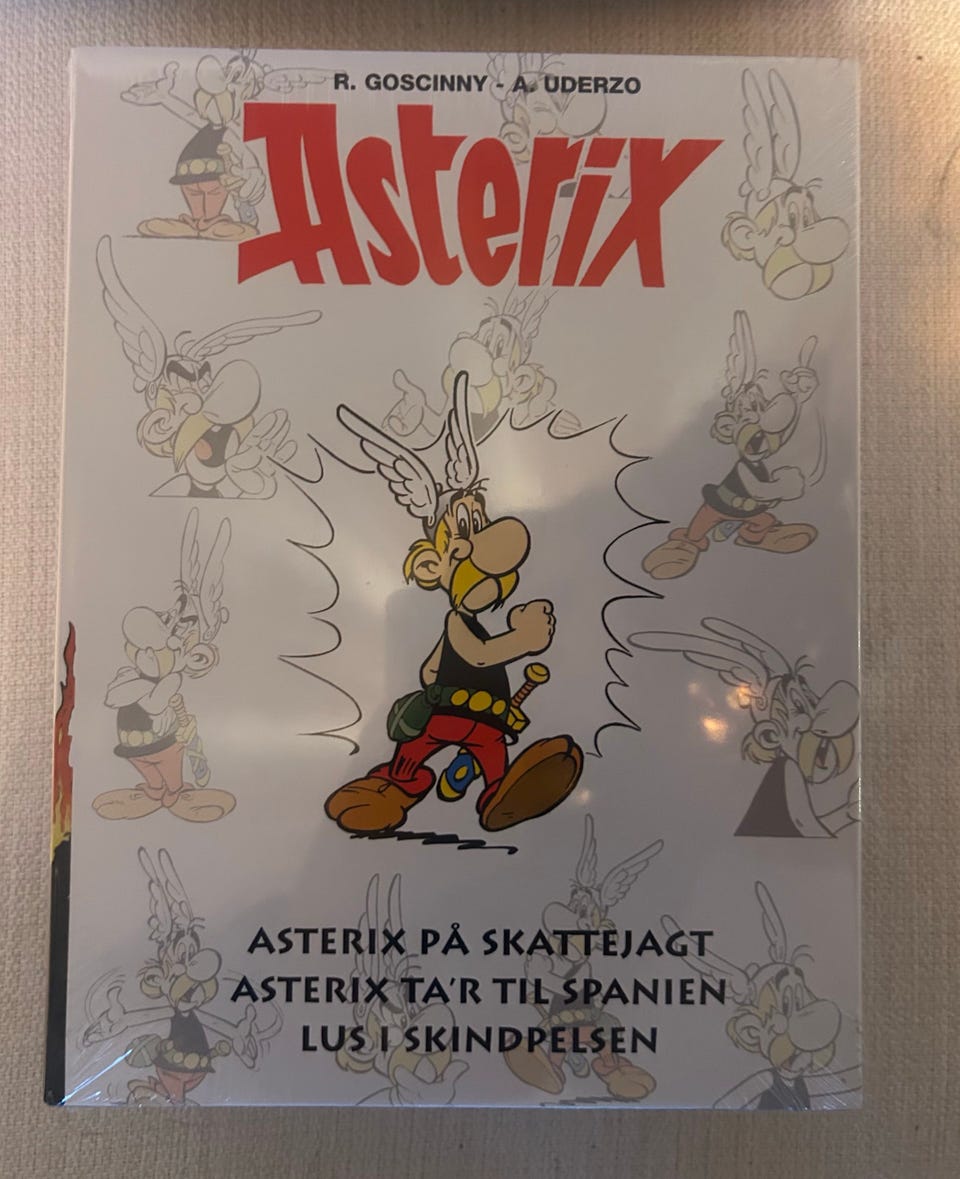 R. GOSCINNY - A. UDERZO
Asterix
ASTERIX PÅ SKATTEJAGT
ASTERIX TA'R TIL SPANIEN
LUS I SKINDPELSEN